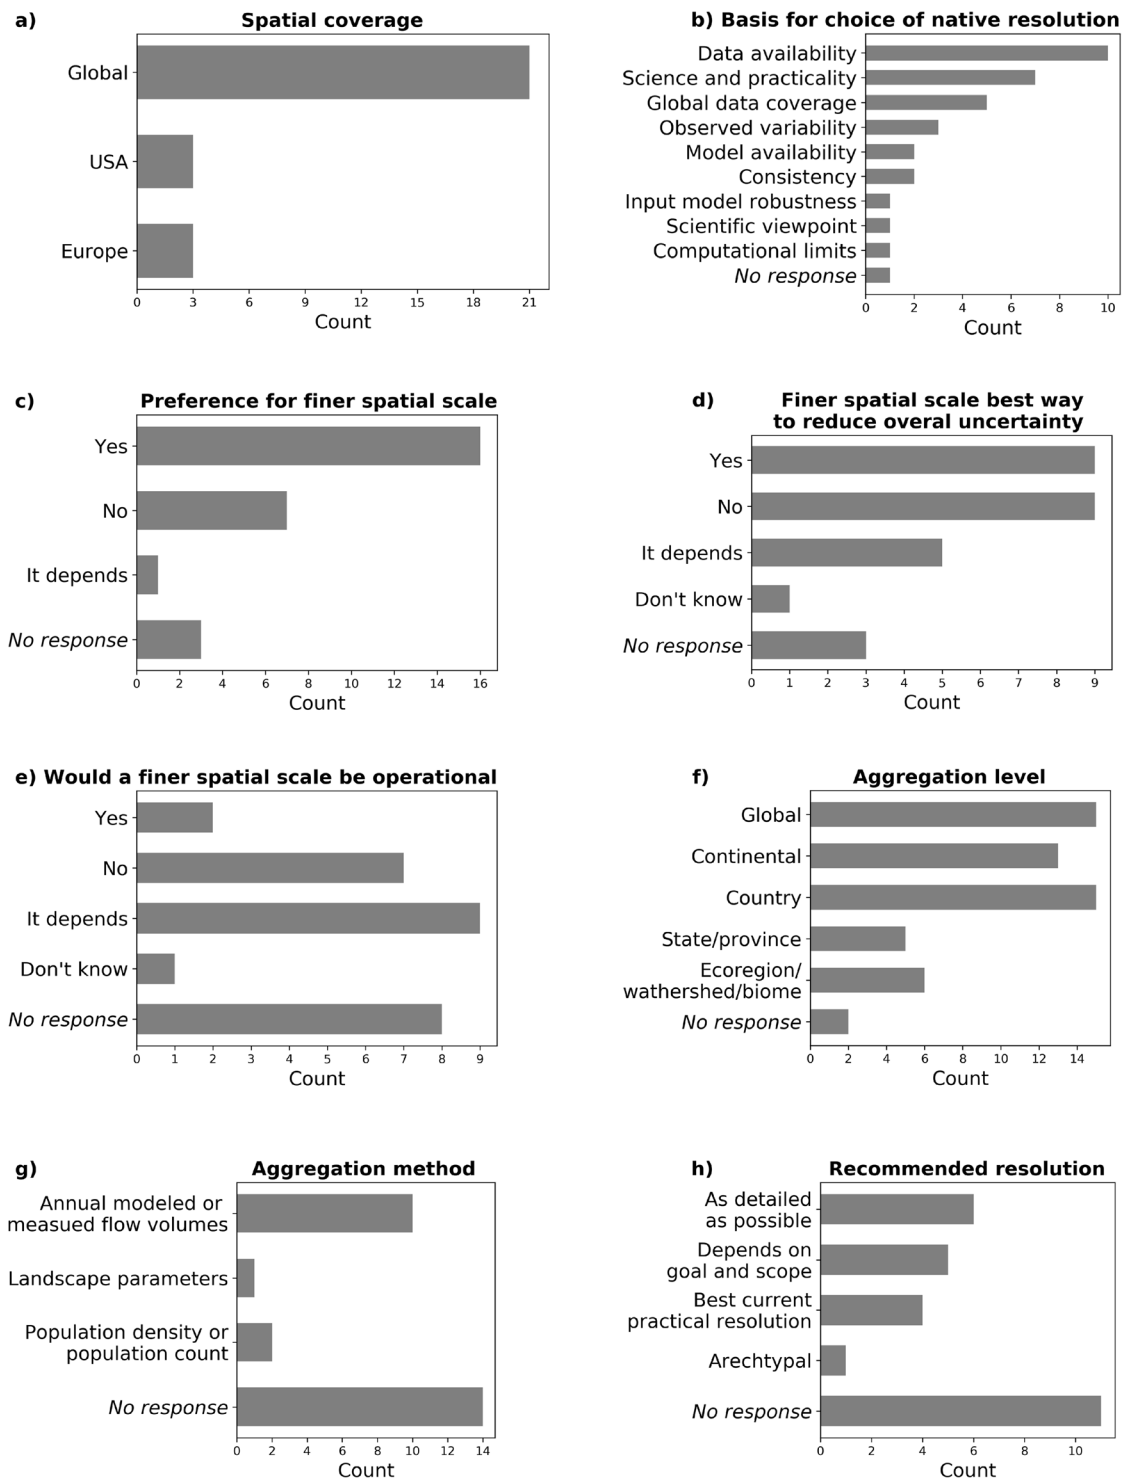 a)
Spatial coverage
Global
USA
Europe
0 3 6 9 12 15 18 21
Count
b) Basis for choice of native resolution
Data availability
Science and practicality
Global data coverage
Observed variability
Model availability
Consistency
Input model robustness
Scientific viewpoint
Computational limits
No response
0 2 4 6 8 10
Count
c)
Preference for finer spatial scale
Yes
No
It depends
No response
0 2 4 6 8 10 12 14 16
Count
d)
Finer spatial scale best way
to reduce overal uncertainty
Yes
No
It depends
Don't know
No response
0 1 2 3 4 5 6 7 8 9
Count
e) Would a finer spatial scale be operational
Yes
No
It depends
Don't know
No response
0 1 2 3 4 5 6 7 8 9
Count
f)
Aggregation level
Global
Continental
Country
State/province
Ecoregion/
wathershed/biome
No response
0 2 4 6 8 10 12 14
Count
g)
Aggregation method
Annual modeled or
measued flow volumes
Landscape parameters
Population density or
population count
No response
0 2 4 6 8 10 12 14
Count
h)
Recommended resolution
As detailed
as possible
Depends on
goal and scope
Best current
practical resolution
Arechtypal
No response
0 2 4 6 8 10
Count